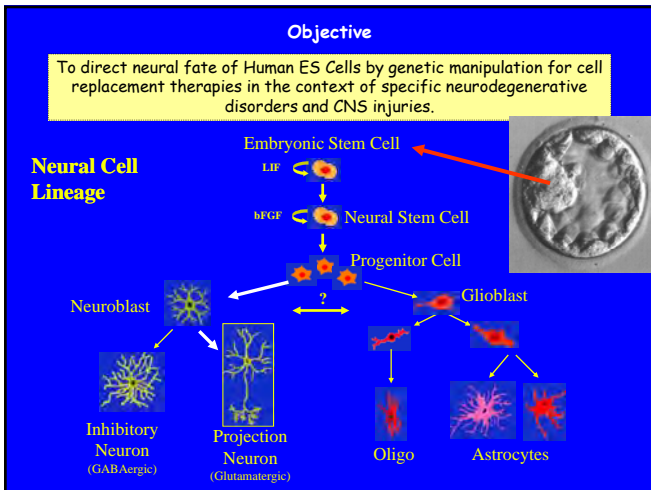 Objective
To direct neural fate of Human ES Cells by genetic manipulation for cell
replacement therapies in the context of specific neurodegenerative
disorders and CNS injuries.
Embryonic Stem Cell
Neural Cell
Lineage
LIF
bFGF
Neural Stem Cell
Progenitor Cell
Neuroblast
?
Glioblast
Inhibitory
Neuron
(GABAergic)
Projection
Neuron
(Glutamatergic)
Oligo
Astrocytes